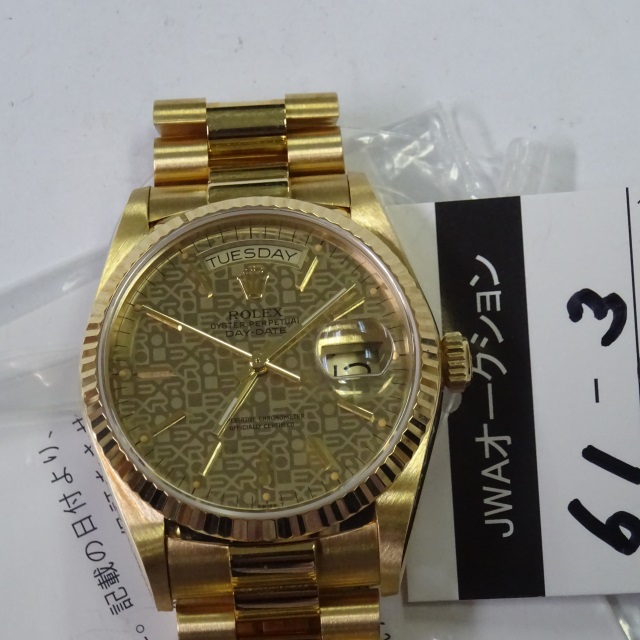 TUESDAY
ROLEX
OYSTER PERPETUAL
DAY-DATE
SUPERLATIVE CHRONOMETER
OFFICIALLY CERTIFIED
JWAオークション
61-3
記載の日付より、